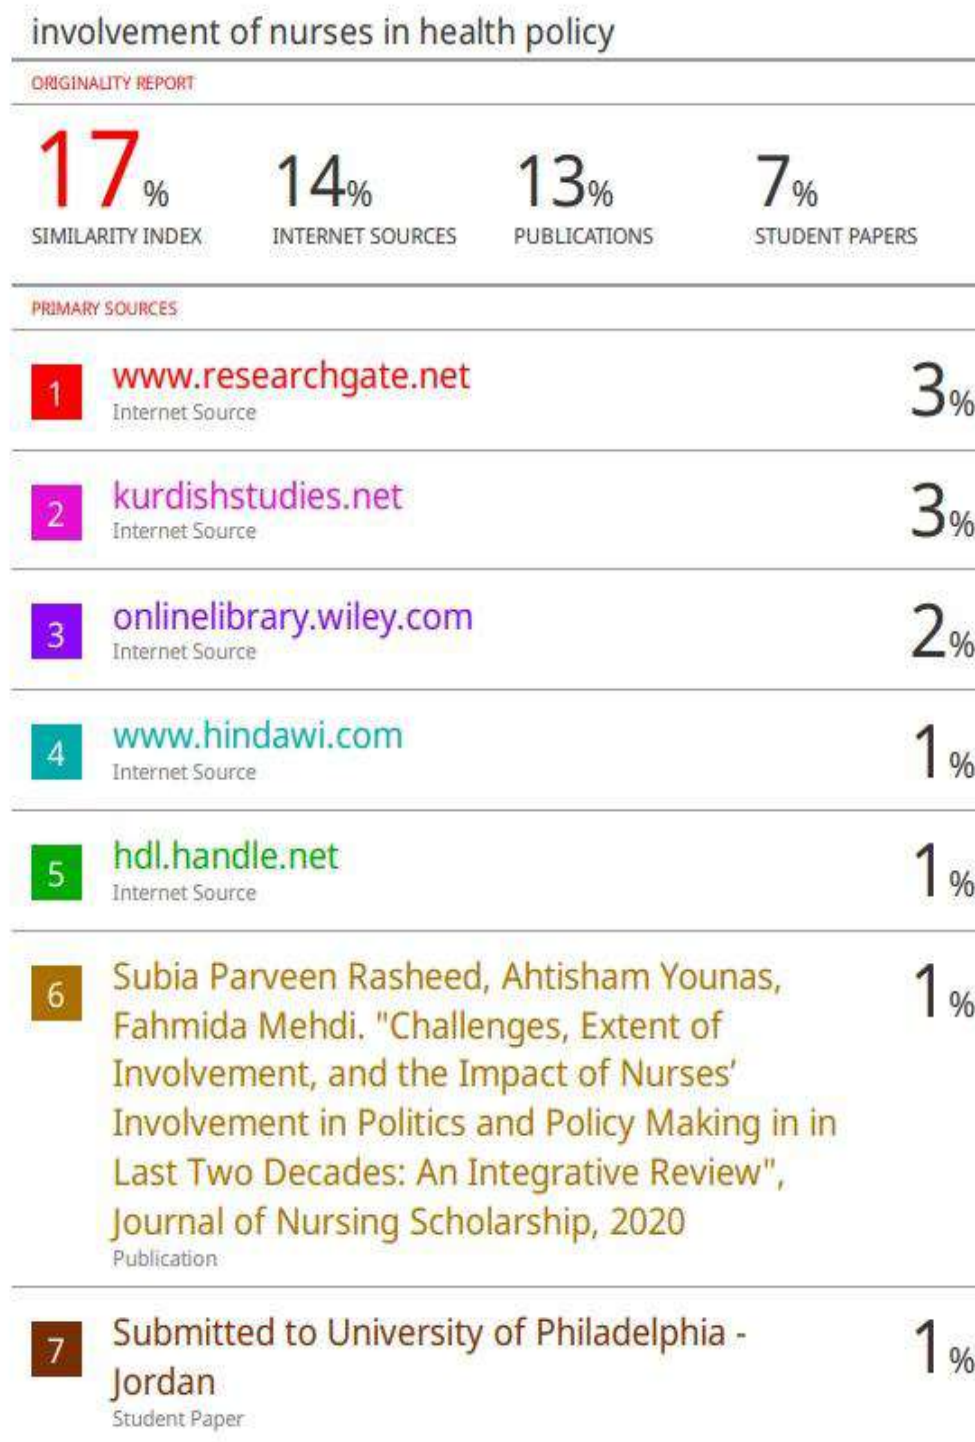 involvement of nurses in health policy
ORIGINALITY REPORT
17% 14% 13% 7%
SIMILARITY INDEX INTERNET SOURCES PUBLICATIONS STUDENT PAPERS
PRIMARY SOURCES
1 www.researchgate.net 3%
Internet Source
2 kurdishstudies.net 3%
Internet Source
3 onlinelibrary.wiley.com 2%
Internet Source
4 www.hindawi.com 1%
Internet Source
5 hdl.handle.net 1%
Internet Source
6 Subia Parveen Rasheed, Ahtisham Younas, 1%
Fahmida Mehdi. "Challenges, Extent of
Involvement, and the Impact of Nurses’
Involvement in Politics and Policy Making in in
Last Two Decades: An Integrative Review",
Journal of Nursing Scholarship, 2020
Publication
7 Submitted to University of Philadelphia - 1%
Jordan
Student Paper